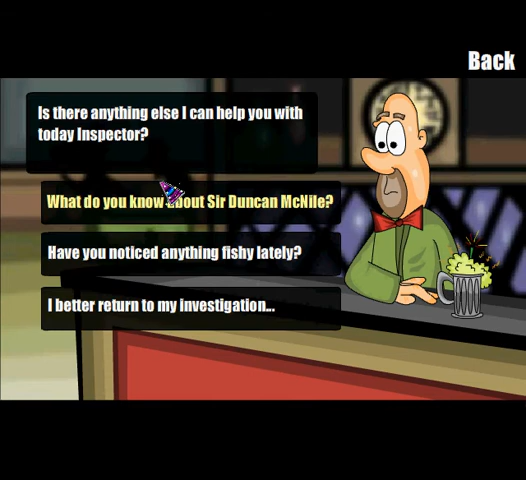 Back
Is there anything else I can help you with
today Inspector?
What do you know about Sir Duncan McNile?
Have you noticed anything fishy lately?
I better return to my investigation...